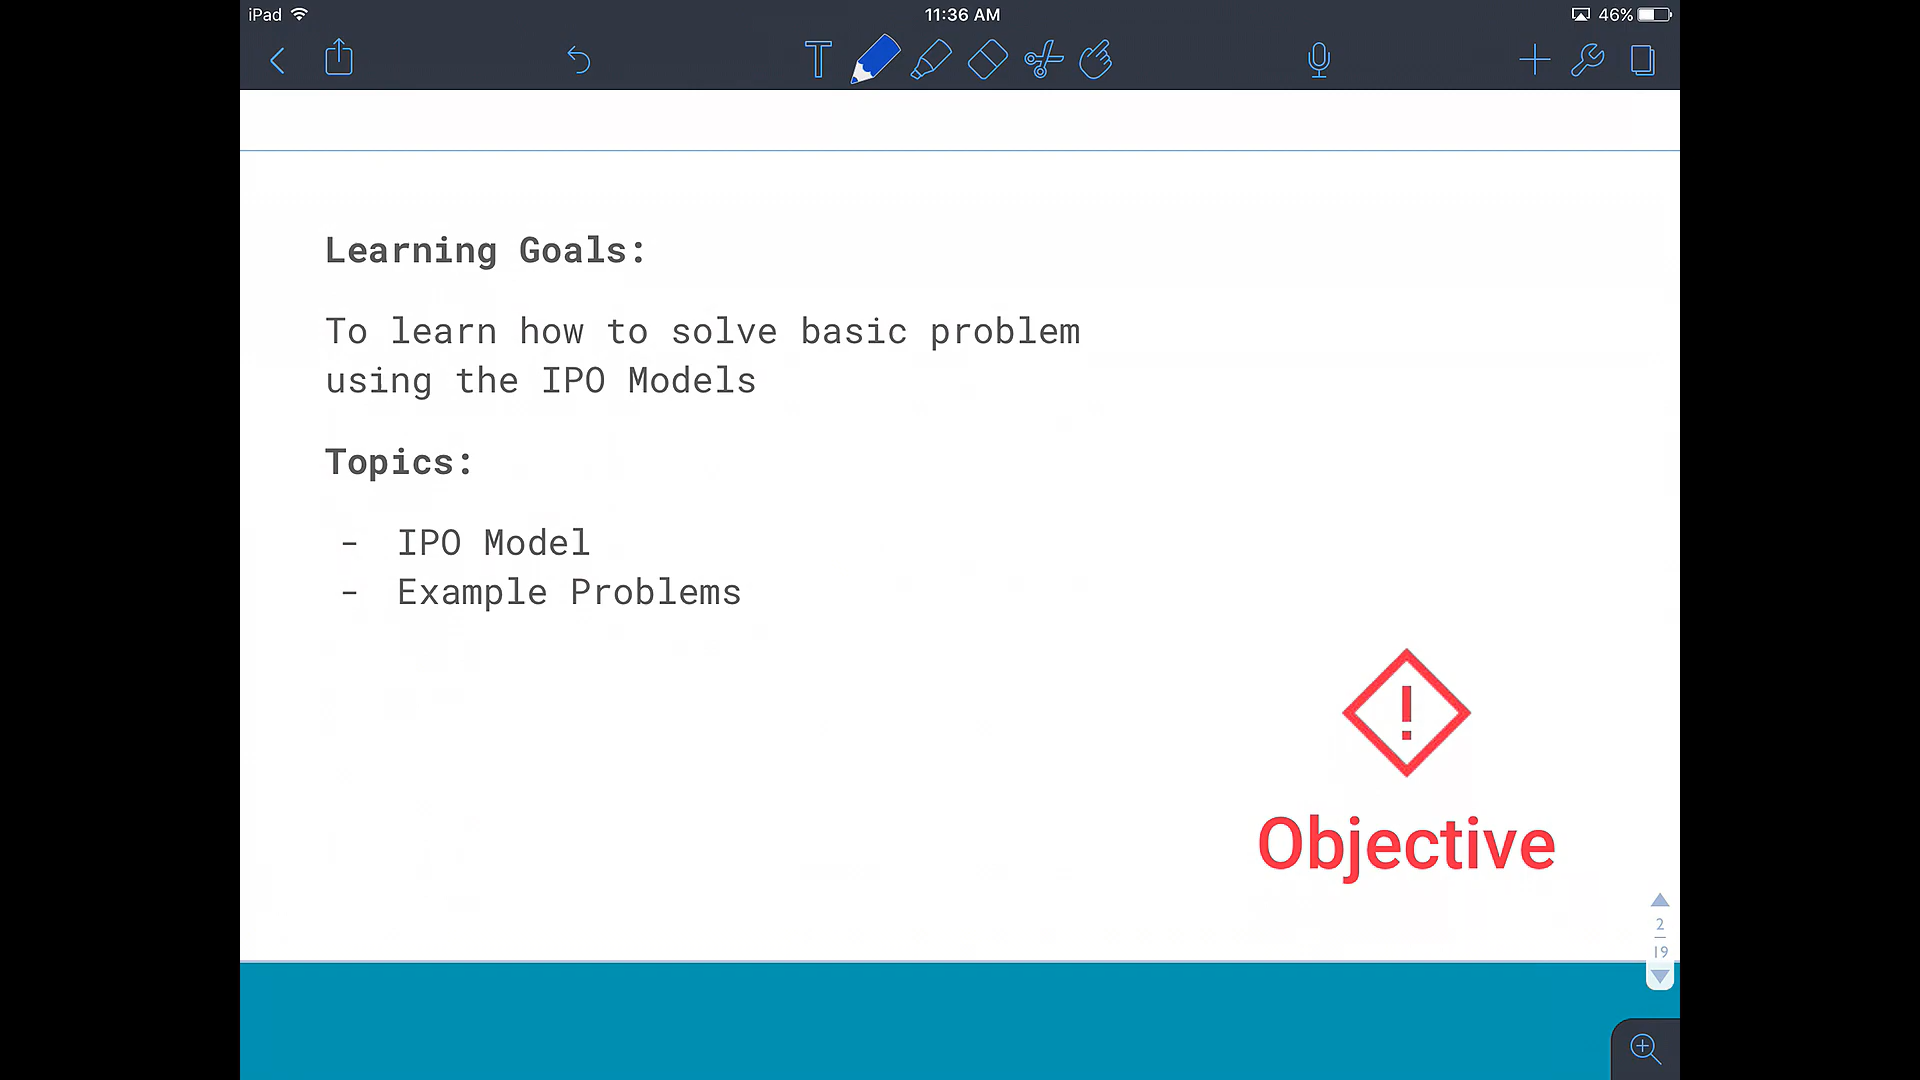 iPad 11:36 AM 46%
Learning Goals:
To learn how to solve basic problem
using the IPO Models
Topics:
- IPO Model
- Example Problems
!
Objective
2
19